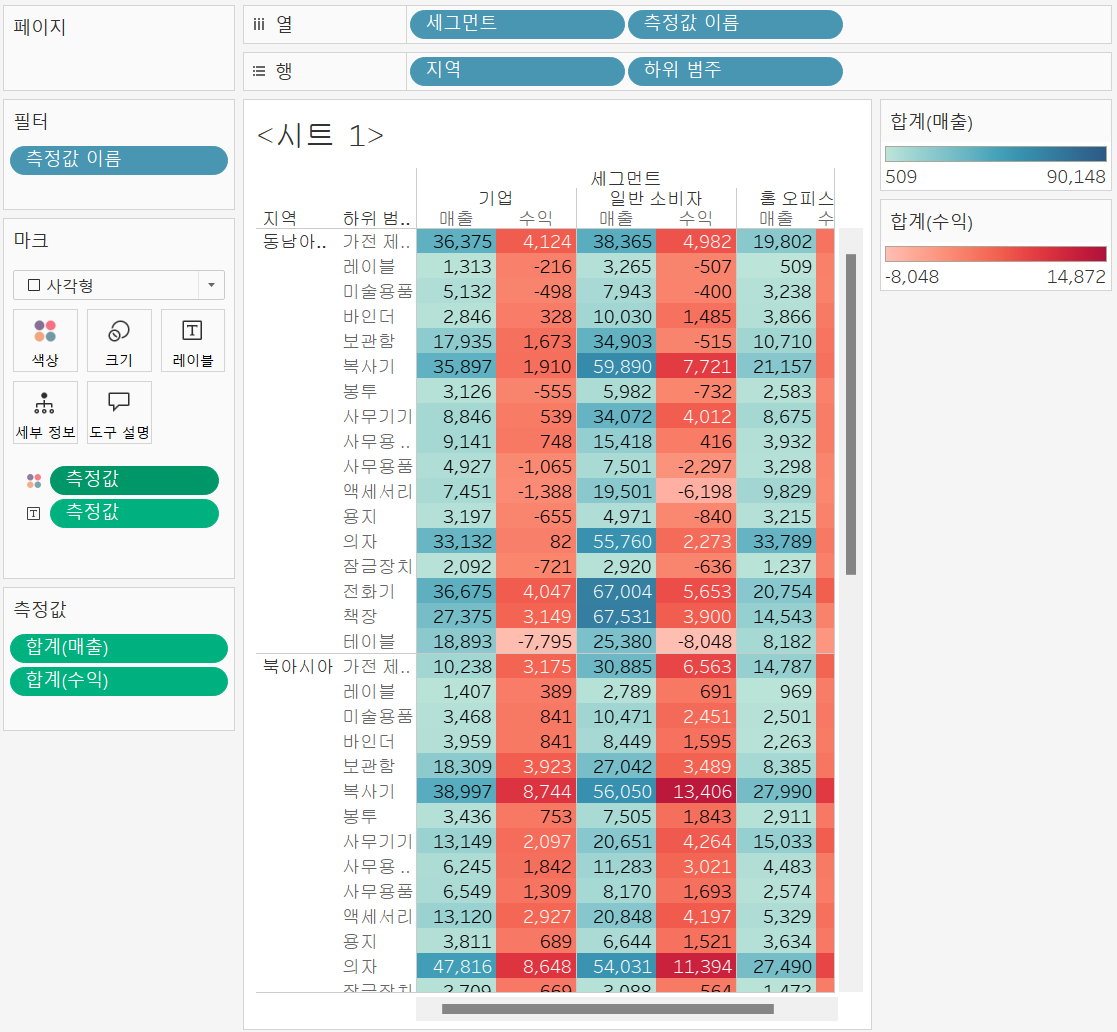 페이지
iii 열 세그먼트 측정값 이름
행 지역 하위 범주
필터
측정값 이름
마크
사각형
색상 크기 레이블
세부 정보 도구 설명
측정값
측정값
측정값
합계(매출)
합계(수익)
<시트 1>
세그먼트
기업 일반 소비자 홈 오피스
지역 하위 범.. 매출 수익 매출 수익 매출 수
동남아.. 가전 제.. 36,375 4,124 38,365 4,982 19,802
레이블 1,313 -216 3,265 -507 509
미술용품 5,132 -498 7,943 -400 3,238
바인더 2,846 328 10,030 1,485 3,866
보관함 17,935 1,673 34,903 -515 10,710
복사기 35,897 1,910 59,890 7,721 21,157
봉투 3,126 -555 5,982 -732 2,583
사무기기 8,846 539 34,072 4,012 8,675
사무용 .. 9,141 748 15,418 416 3,932
사무용품 4,927 -1,065 7,501 -2,297 3,298
액세서리 7,451 -1,388 19,501 -6,198 9,829
용지 3,197 -655 4,971 -840 3,215
의자 33,132 82 55,760 2,273 33,789
잠금장치 2,092 -721 2,920 -636 1,237
전화기 36,675 4,047 67,004 5,653 20,754
책장 27,375 3,149 67,531 3,900 14,543
테이블 18,893 -7,795 25,380 -8,048 8,182
북아시아 가전 제.. 10,238 3,175 30,885 6,563 14,787
레이블 1,407 389 2,789 691 969
미술용품 3,468 841 10,471 2,451 2,501
바인더 3,959 841 8,449 1,595 2,263
보관함 18,309 3,923 27,042 3,489 8,385
복사기 38,997 8,744 56,050 13,406 27,990
봉투 3,436 753 7,505 1,843 2,911
사무기기 13,149 2,097 20,651 4,264 15,033
사무용 .. 6,245 1,842 11,283 3,021 4,483
사무용품 6,549 1,309 8,170 1,693 2,574
액세서리 13,120 2,927 20,848 4,197 5,329
용지 3,811 689 6,644 1,521 3,634
의자 47,816 8,648 54,031 11,394 27,490
잠금장치 2,709 669 3,088 564 1,472
합계(매출)
509 90,148
합계(수익)
-8,048 14,872